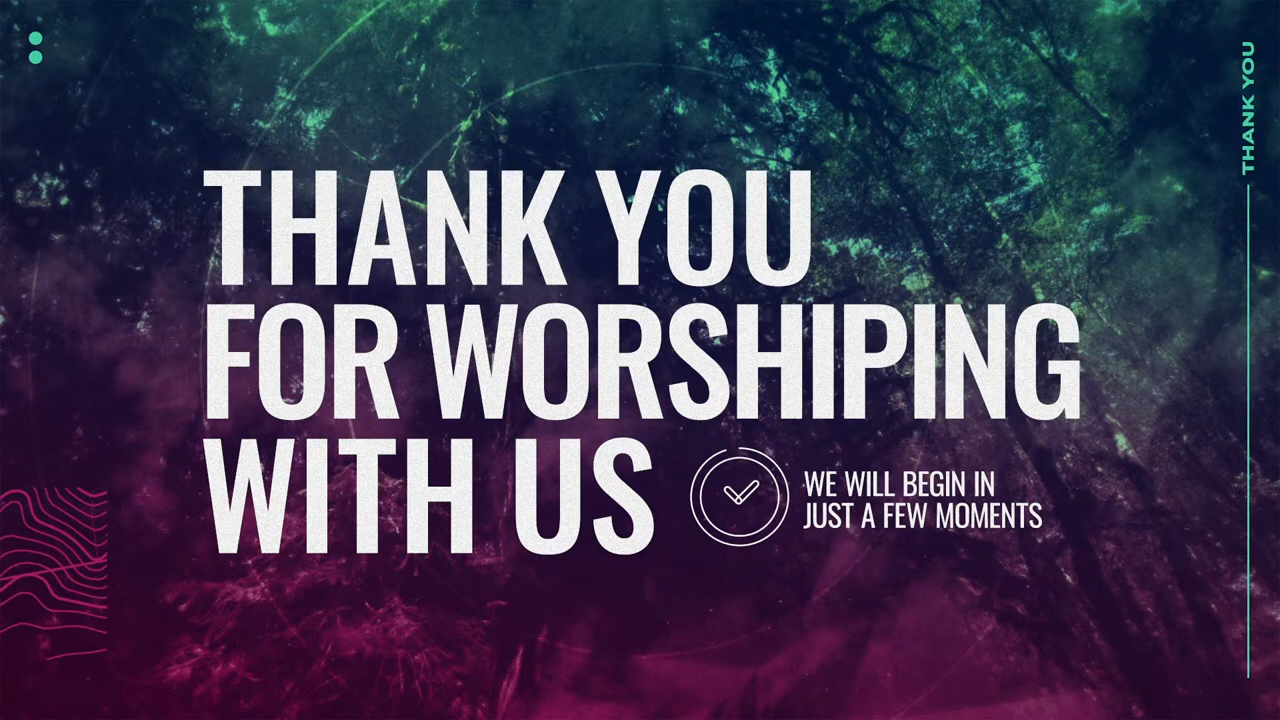 THANK YOU
FOR WORSHIPING
WITH US
WE WILL BEGIN IN
JUST A FEW MOMENTS
THANK YOU